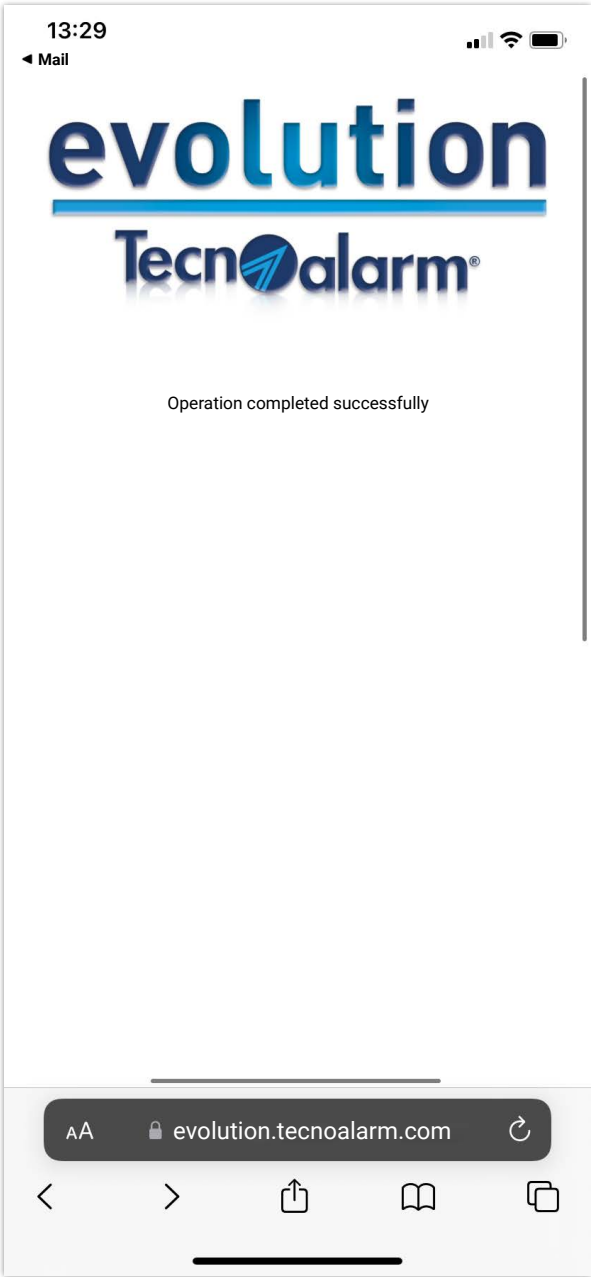 13:29
◄ Mail
evolution
Tecnoalarm®
Operation completed successfully
AA
evolution.tecnoalarm.com